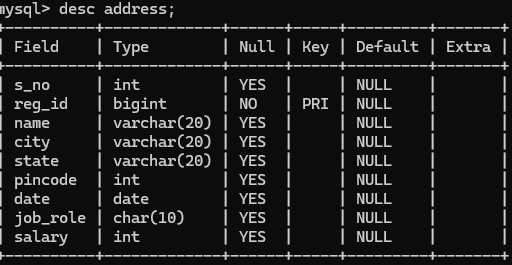 mysql> desc address;
+----------+-------------+------+-----+---------+-------+
| Field    | Type        | Null | Key | Default | Extra |
+----------+-------------+------+-----+---------+-------+
| s_no     | int         | YES  |     | NULL    |       |
| reg_id   | bigint      | NO   | PRI | NULL    |       |
| name     | varchar(20) | YES  |     | NULL    |       |
| city     | varchar(20) | YES  |     | NULL    |       |
| state    | varchar(20) | YES  |     | NULL    |       |
| pincode  | int         | YES  |     | NULL    |       |
| date     | date        | YES  |     | NULL    |       |
| job_role | char(10)    | YES  |     | NULL    |       |
| salary   | int         | YES  |     | NULL    |       |
+----------+-------------+------+-----+---------+-------+